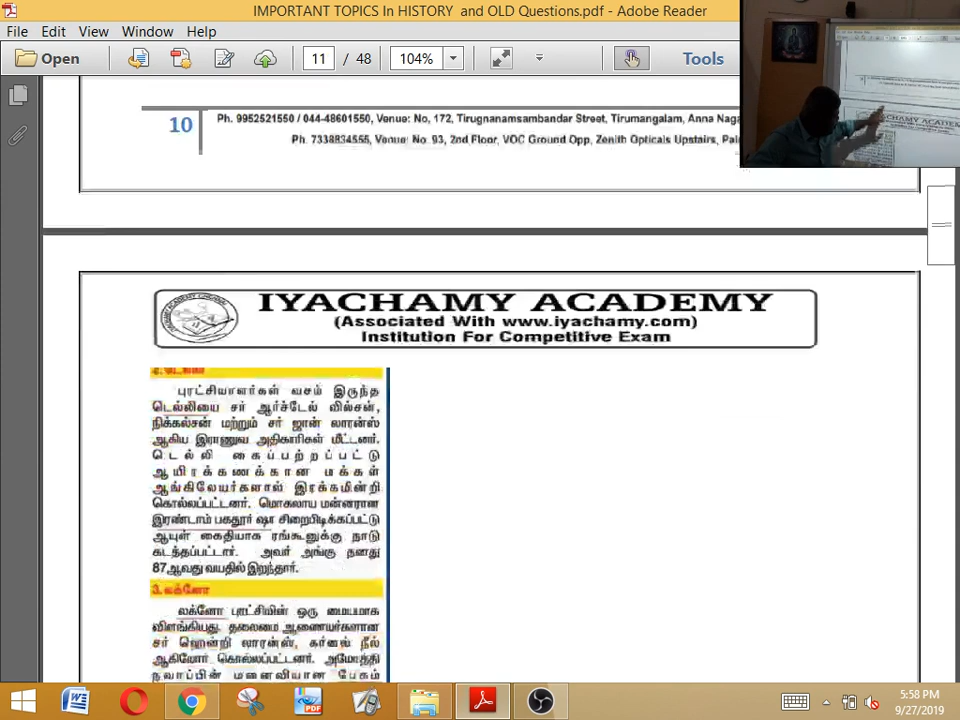 IMPORTANT TOPICS In HISTORY and OLD Questions.pdf - Adobe Reader
File Edit View Window Help
Open 11 / 48 104% Tools
10 Ph. 9952521550 / 044-48601550, Venue: No, 172, Tirugnanamsambandar Street, Tirumangalam, Anna Naga
Ph. 7338834555, Venue: No. 93, 2nd Floor, VOC Ground Opp, Zenith Opticals Upstairs, Pal
IYACHAMY ACADEMY
(Associated With www.iyachamy.com)
Institution For Competitive Exam
புரட்சியாளர்கள் வசம் இருந்த
டெல்லியை சர் ஆர்ச்டேல் வில்சன்,
நிக்கல்சன் மற்றும் சர் ஜான் லாரன்ஸ்
ஆகிய இராணுவ அதிகாரிகள் மீட்டனர்.
டெல்லி கைப்பற்றப்பட்டு
ஆயிரக்கணக்கான மக்கள்
ஆங்கிலேயர்களால் இரக்கமின்றி
கொல்லப்பட்டனர். மொகலாய மன்னரான
இரண்டாம் பகதூர் ஷா சிறைபிடிக்கப்பட்டு
ஆயுள் கைதியாக ரங்கூனுக்கு நாடு
கடத்தப்பட்டார். அவர் அங்கு தனது
87ஆவது வயதில் இறந்தார்.
3.லக்னோ
லக்னோ புரட்சியின் ஒரு மையமாக
விளங்கியது. தலைமை ஆணையர்களான
சர் ஹென்றி லாரன்ஸ், கர்னல் நீல்
ஆகியோர் கொல்லப்பட்டனர். அயோத்தி
நவாப்பின் மனைவியான பேகம்
5:58 PM
9/27/2019